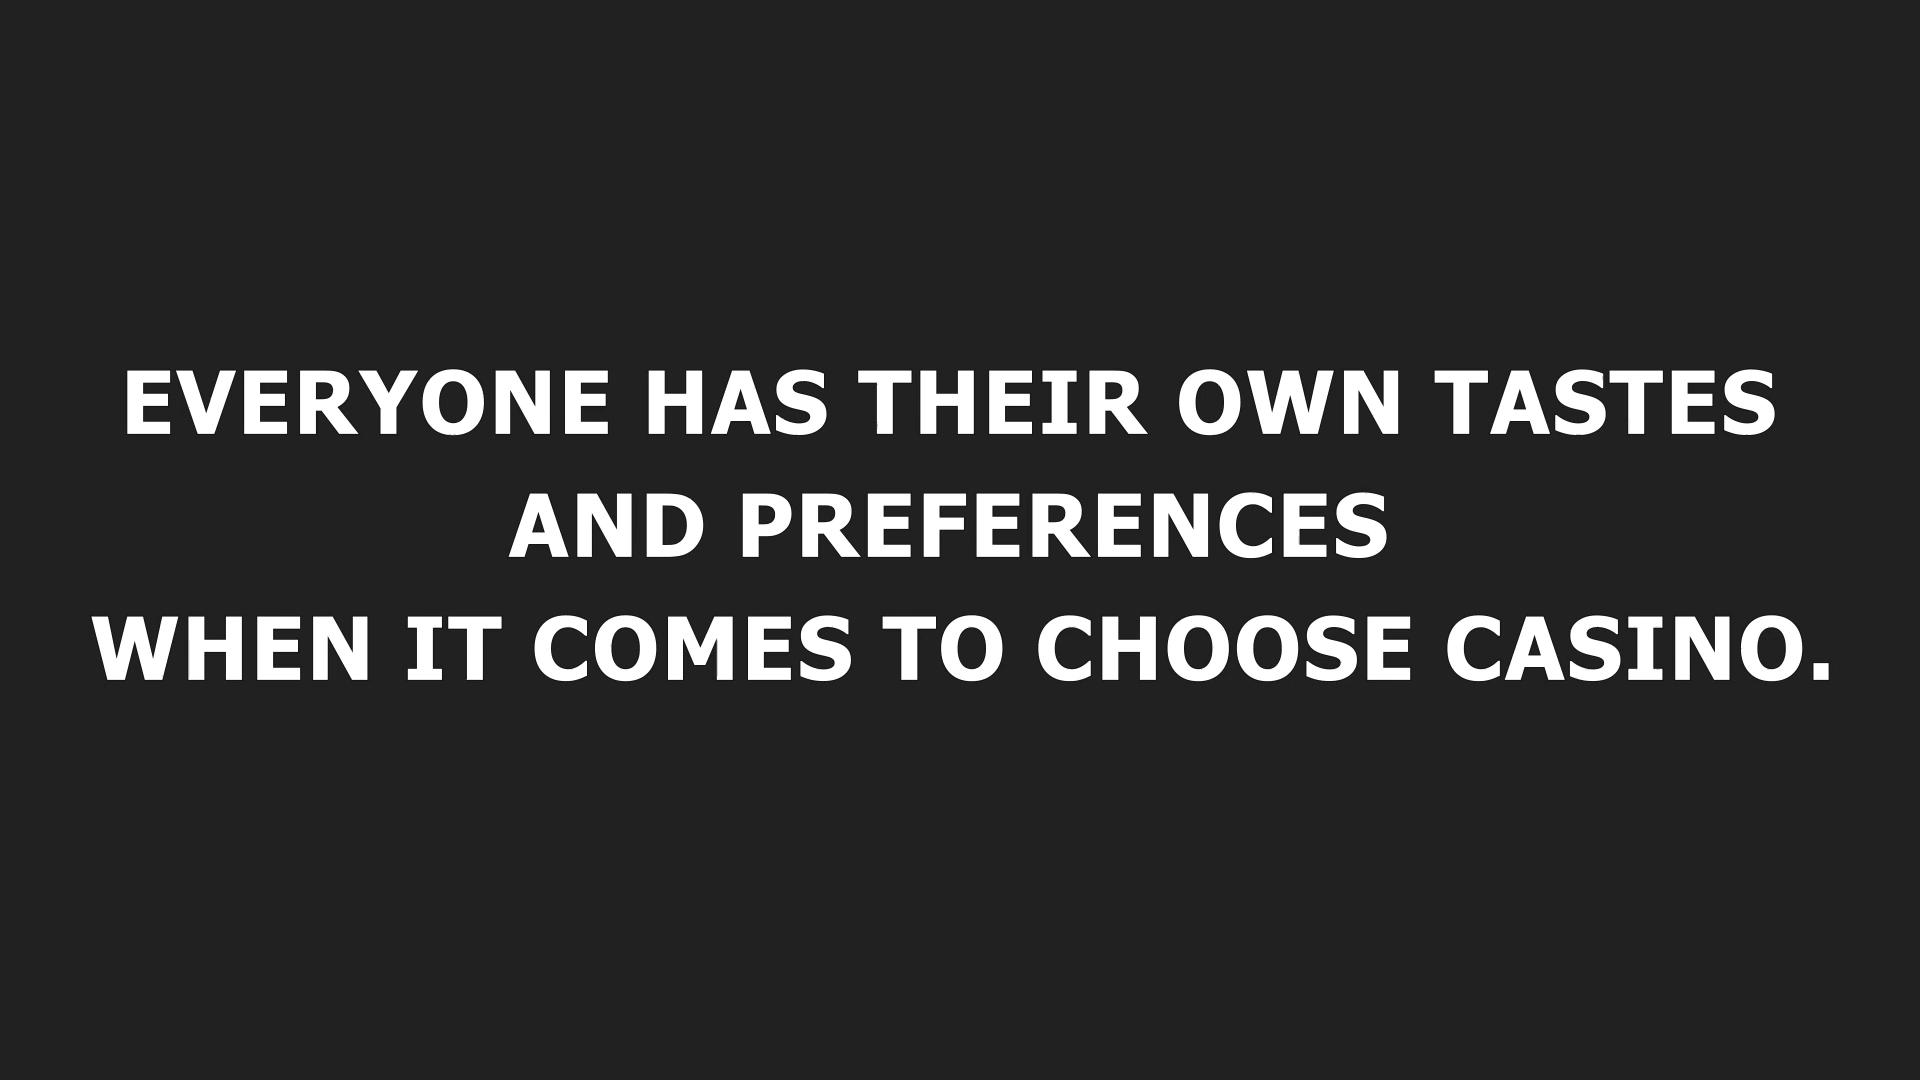 EVERYONE HAS THEIR OWN TASTES
AND PREFERENCES
WHEN IT COMES TO CHOOSE CASINO.